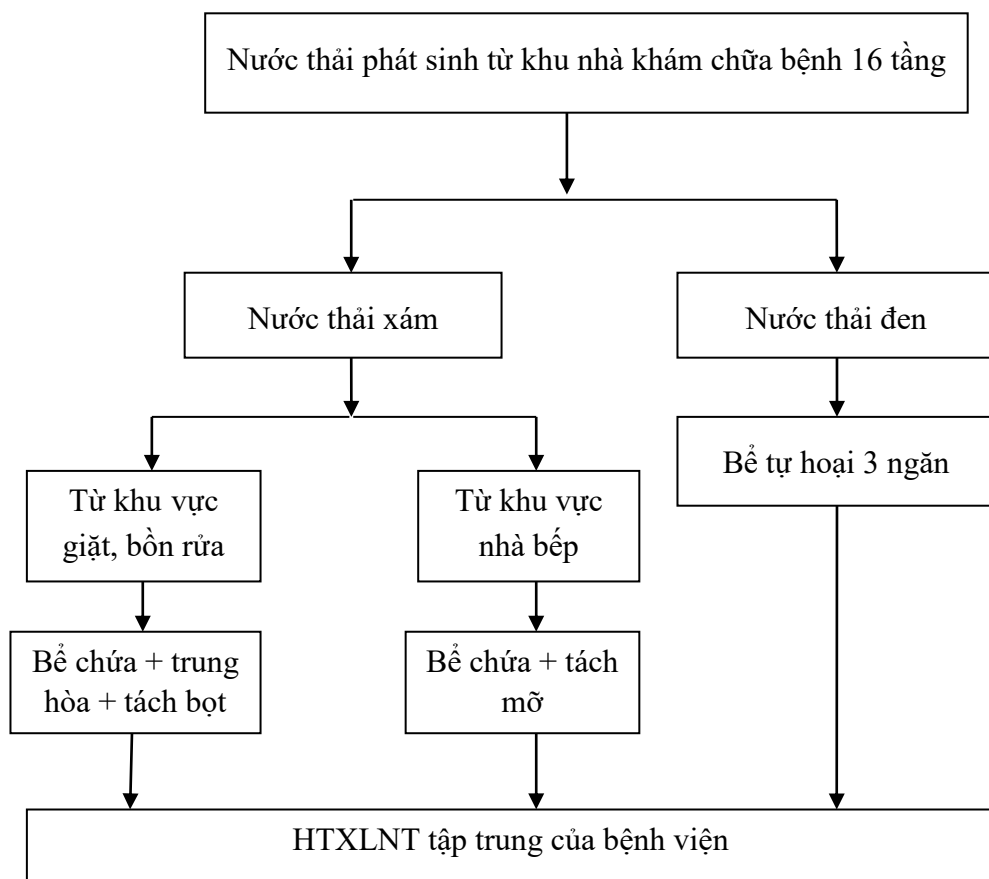 Nước thải phát sinh từ khu nhà khám chữa bệnh 16 tầng
Nước thải xám
Nước thải đen
Bể tự hoại 3 ngăn
Từ khu vực
giặt, bồn rửa
Từ khu vực
nhà bếp
Bể chứa + trung
hòa + tách bọt
Bể chứa + tách
mỡ
HTXLNT tập trung của bệnh viện